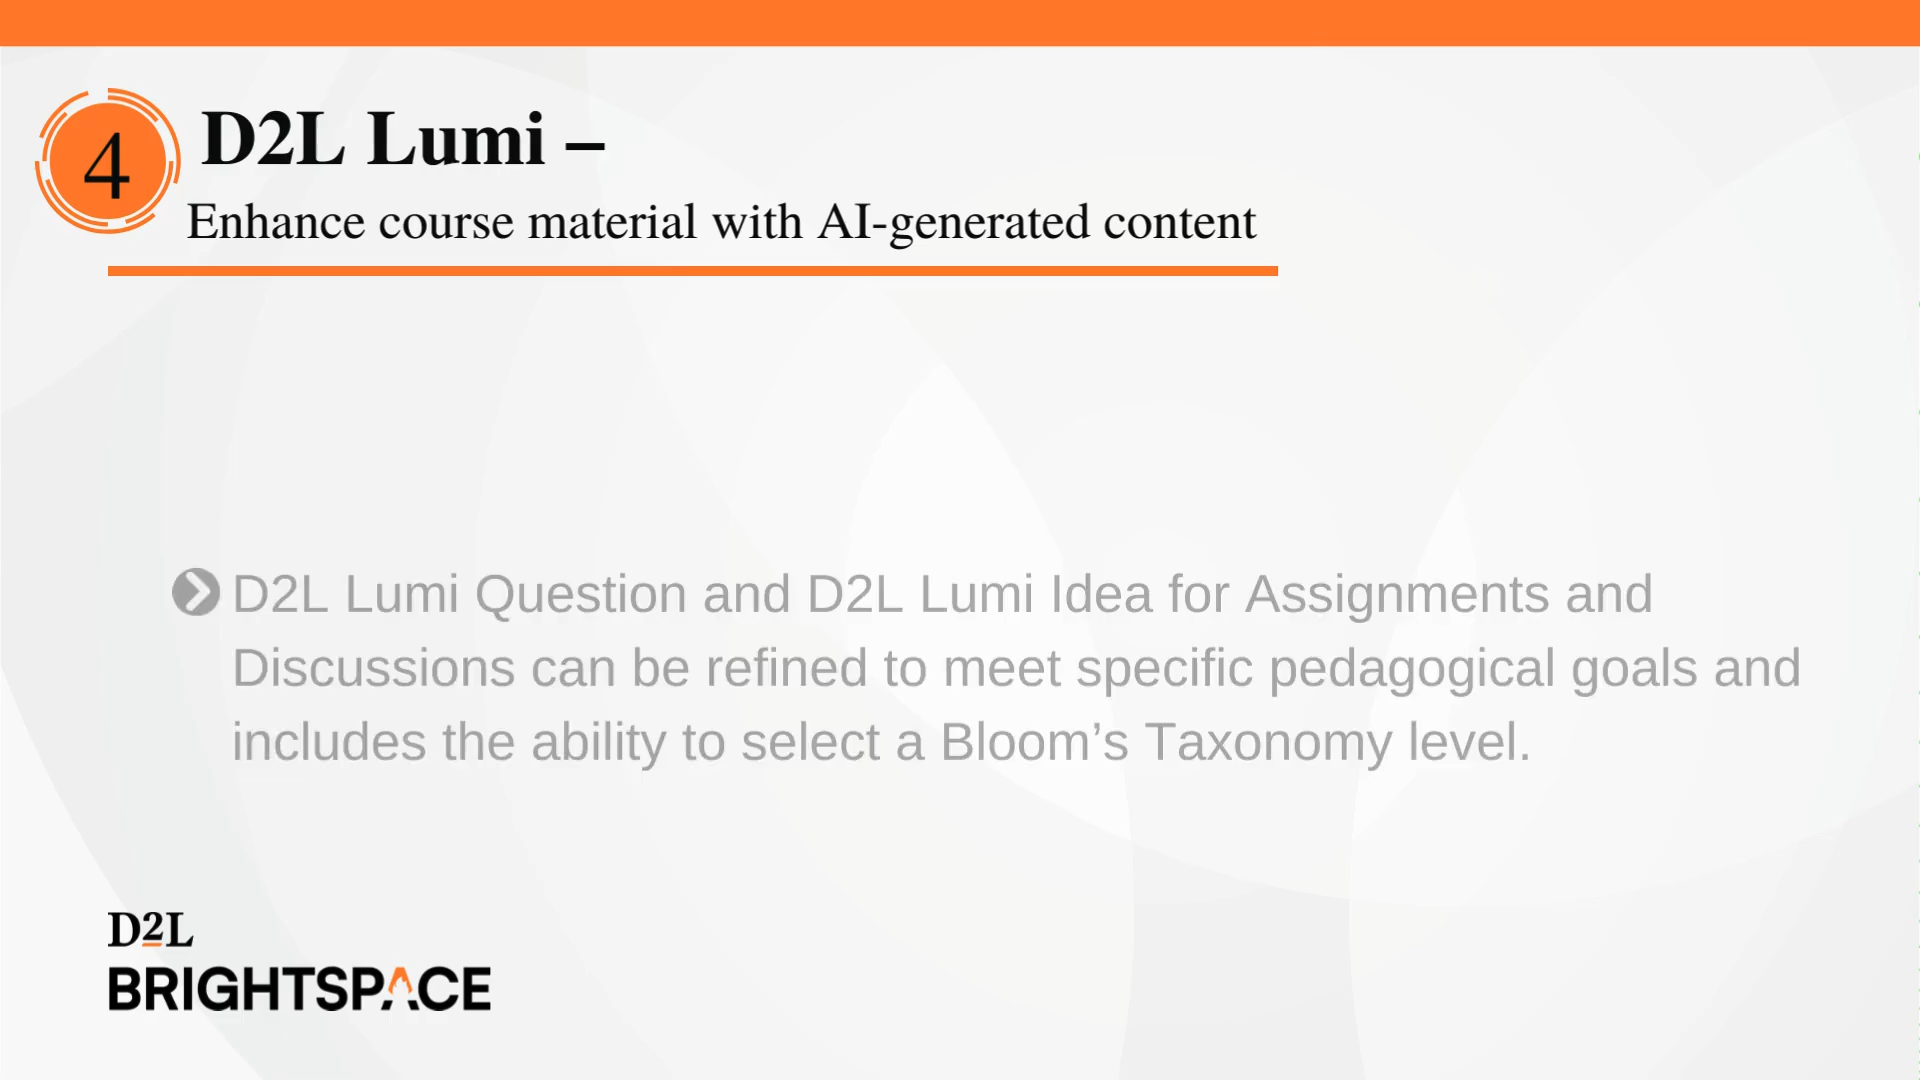 4
D2L Lumi –
Enhance course material with AI-generated content
D2L Lumi Question and D2L Lumi Idea for Assignments and
Discussions can be refined to meet specific pedagogical goals and
includes the ability to select a Bloom’s Taxonomy level.
D2L
BRIGHTSPACE